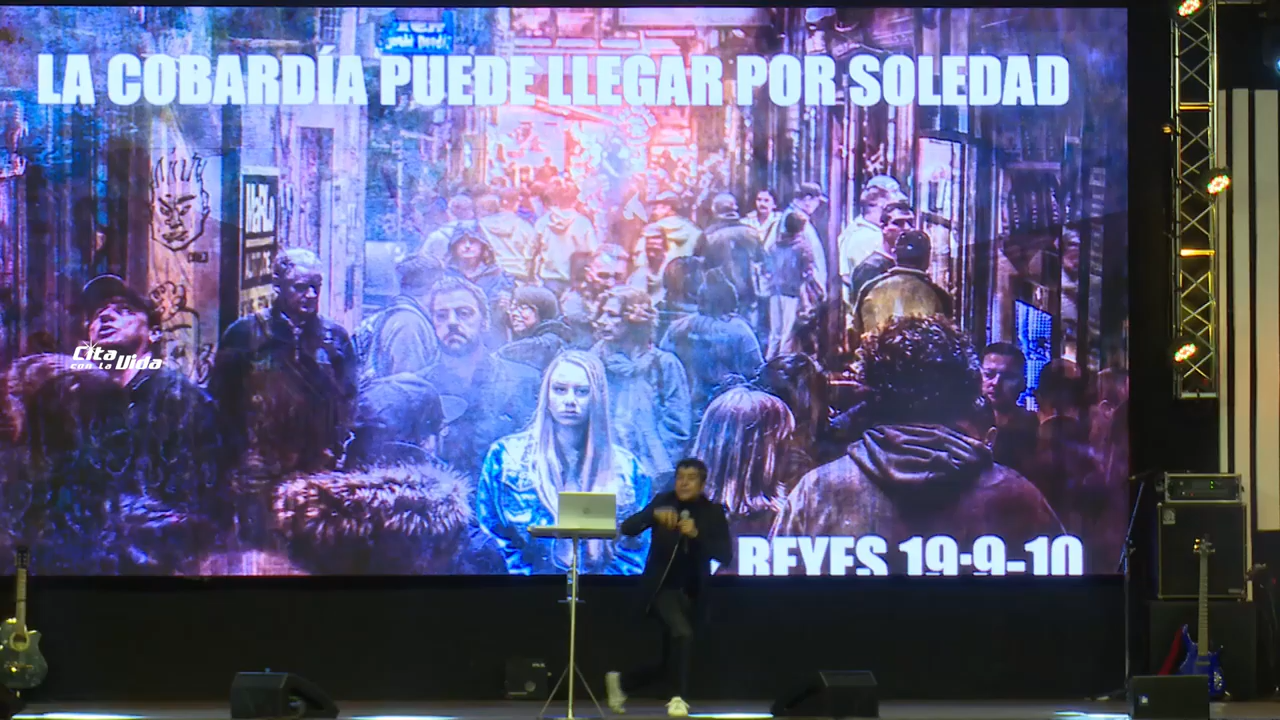 LA COBARDÍA PUEDE LLEGAR POR SOLEDAD
Cita
con La Vida
REYES 19:9-10